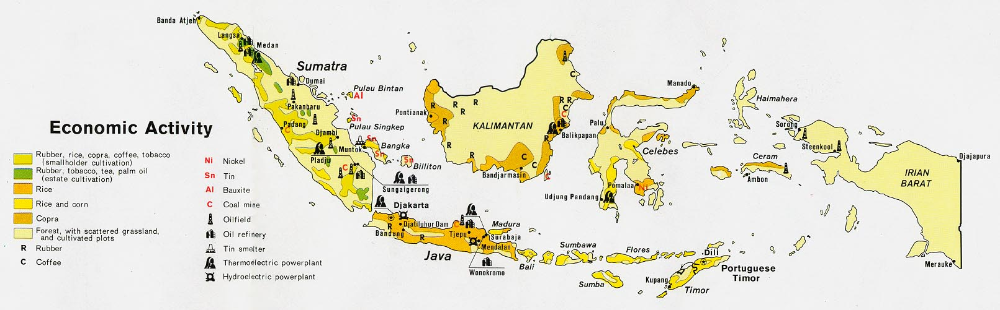 Economic Activity
Rubber, rice, copra, coffee, tobacco
(smallholder cultivation)
Rubber, tobacco, tea, palm oil
(estate cultivation)
Rice
Rice and corn
Copra
Forest, with scattered grassland,
and cultivated plots
R Rubber
C Coffee
Ni Nickel
Sn Tin
Al Bauxite
C Coal mine
Oilfield
Oil refinery
Tin smelter
Thermoelectric powerplant
Hydroelectric powerplant
Banda Atjeh
Langsa
Medan
Sumatra
Dumai
Pulau Bintan
Al
Pakanbaru
Sn
Pulau Singkep
Padang
C
Djambi
Sn
Muntok
Bangka
Sn
Pladju
Sn
Billiton
C
Sungaigerong
Djakarta
Djatiluhur Dam
C
R
Bandung
R
Tjepu
Madura
Surabaja
Mendalan
Java
Wonokromo
Bali
Pontianak
R
R
R
R
R
R
R
R
KALIMANTAN
C
R R
C
C
Balikpapan
R
C
C
Bandjarmasin
C
Manado
Palu
Celebes
Pomalaa
Ni
Udjung Pandang
Halmahera
Sorong
Steenkool
Ceram
Ambon
Djajapura
IRIAN
BARAT
Merauke
Sumbawa
Flores
Sumba
Dili
Portuguese
Timor
Kupang
Timor